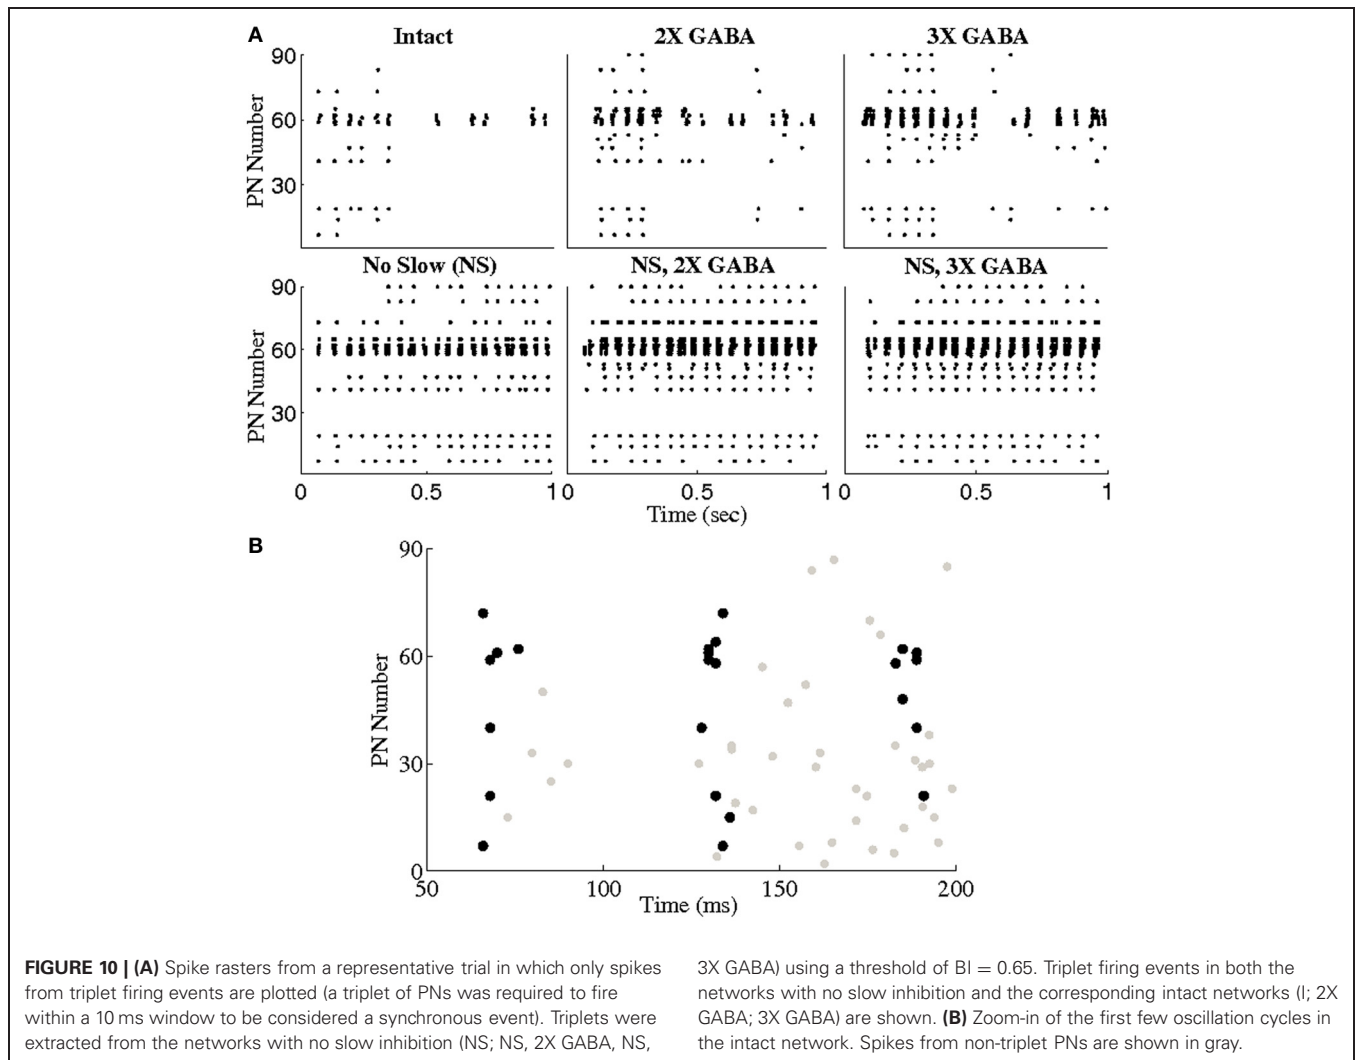 A
Intact
2X GABA
3X GABA
90
60
30
PN Number
No Slow (NS)
NS, 2X GABA
NS, 3X GABA
90
60
30
PN Number
0 0.5 1 0 0.5 1 0 0.5 1
Time (sec)
B
90
60
30
0
PN Number
50 100 150 200
Time (ms)
FIGURE 10 | (A) Spike rasters from a representative trial in which only spikes
from triplet firing events are plotted (a triplet of PNs was required to fire
within a 10 ms window to be considered a synchronous event). Triplets were
extracted from the networks with no slow inhibition (NS; NS, 2X GABA, NS,
3X GABA) using a threshold of BI = 0.65. Triplet firing events in both the
networks with no slow inhibition and the corresponding intact networks (I; 2X
GABA; 3X GABA) are shown. (B) Zoom-in of the first few oscillation cycles in
the intact network. Spikes from non-triplet PNs are shown in gray.